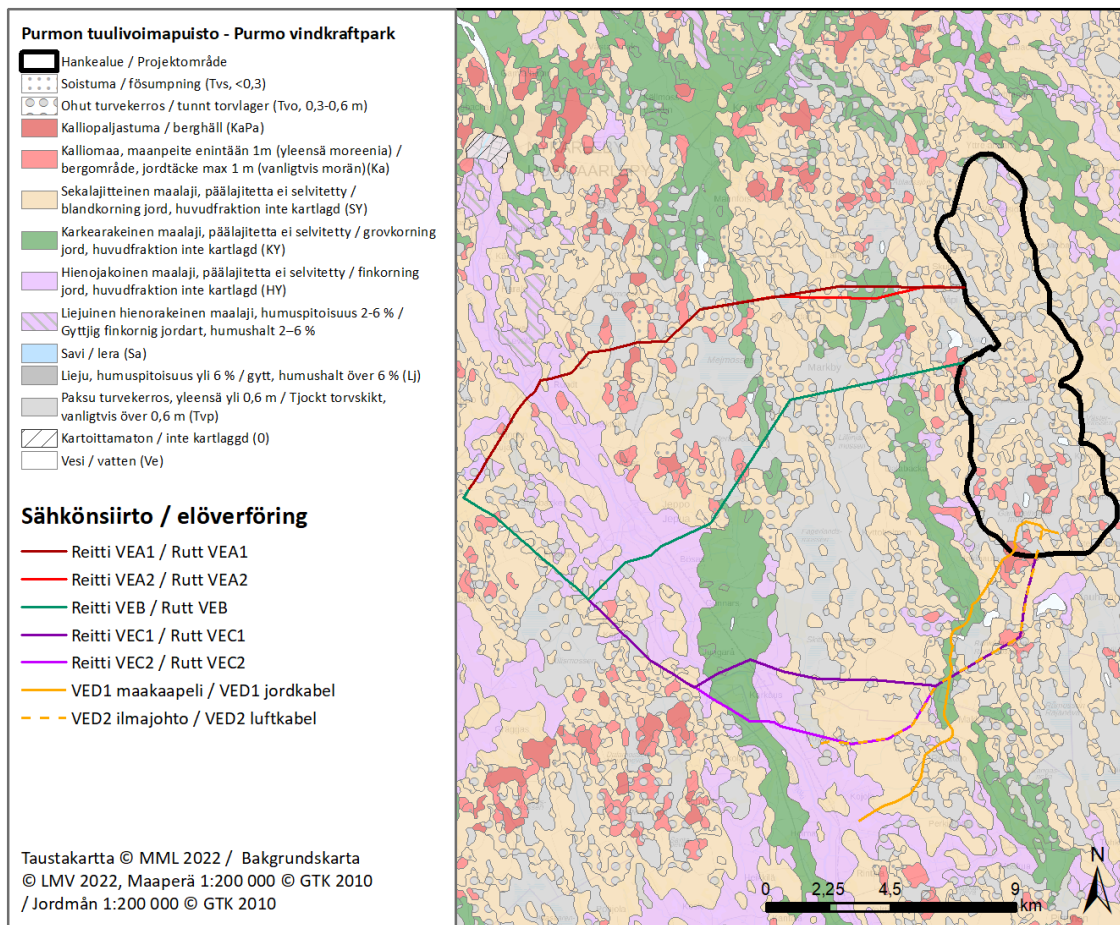 Purmon tuulivoimapuisto - Purmo vindkraftpark
Hankealue / Projektområde
Soistuma / fösumpning (Tvs, <0,3)
Ohut turvekerros / tunnt torvlager (Tvo, 0,3-0,6 m)
Kalliopaljastuma / berghäll (KaPa)
Kalliomaa, maanpeite enintään 1m (yleensä moreenia) /
bergområde, jordtäcke max 1 m (vanligtvis morän)(Ka)
Sekalajitteinen maalaji, päälajitetta ei selvitetty /
blandkorning jord, huvudfraktion inte kartlagd (SY)
Karkearakeinen maalaji, päälajitetta ei selvitetty / grovkorning
jord, huvudfraktion inte kartlagd (KY)
Hienojakoinen maalaji, päälajitetta ei selvitetty / finkorning
jord, huvudfraktion inte kartlagd (HY)
Liejuinen hienorakeinen maalaji, humuspitoisuus 2-6 % /
Gyttjig finkornig jordart, humushalt 2–6 %
Savi / lera (Sa)
Lieju, humuspitoisuus yli 6 % / gytt, humushalt över 6 % (Lj)
Paksu turvekerros, yleensä yli 0,6 m / Tjockt torvskikt,
vanligtvis över 0,6 m (Tvp)
Kartoittamaton / inte kartlaggd (0)
Vesi / vatten (Ve)
Sähkönsiirto / elöverföring
Reitti VEA1 / Rutt VEA1
Reitti VEA2 / Rutt VEA2
Reitti VEB / Rutt VEB
Reitti VEC1 / Rutt VEC1
Reitti VEC2 / Rutt VEC2
VED1 maakaapeli / VED1 jordkabel
VED2 ilmajohto / VED2 luftkabel
Taustakartta © MML 2022 / Bakgrundskarta
© LMV 2022, Maaperä 1:200 000 © GTK 2010
/ Jordmån 1:200 000 © GTK 2010
Markby
Jeppo
N
0 2,25 4,5 9
km